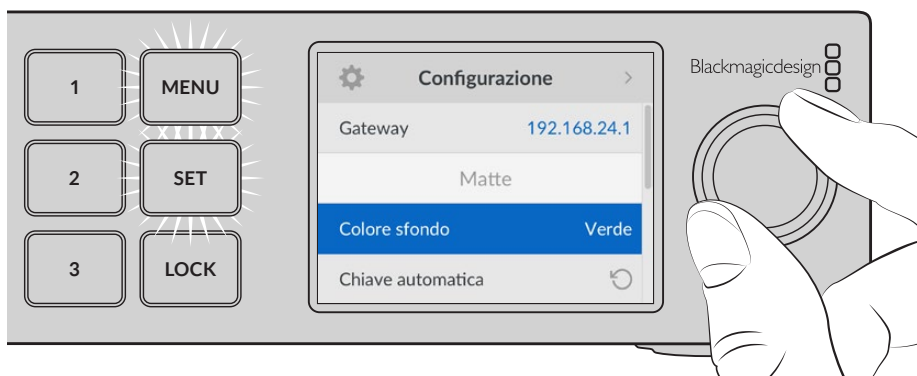 1
MENU
2
SET
3
LOCK
Configurazione
Gateway 192.168.24.1
Matte
Colore sfondo Verde
Chiave automatica
Blackmagicdesign